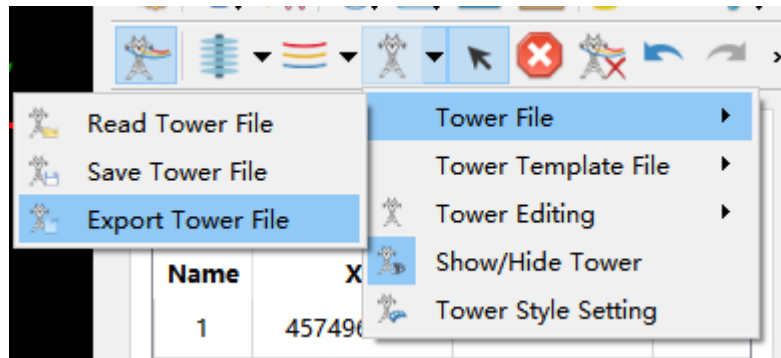 Read Tower File
Save Tower File
Export Tower File
Tower File
Tower Template File
Tower Editing
Show/Hide Tower
Tower Style Setting
Name X
1 457496